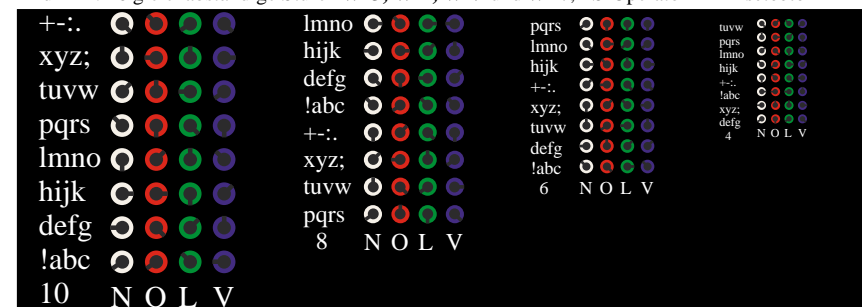 +-:.
xyz;
tuvw
pqrs
lmno
hijk
defg
!abc
10 N O L V
lmno
hijk
defg
!abc
+-:.
xyz;
tuvw
pqrs
8 N O L V
pqrs
lmno
hijk
+-:.
xyz;
tuvw
defg
!abc
6 N O L V
tuvw
pqrs
lmno
hijk
+-:.
!abc
xyz;
defg
4 N O L V